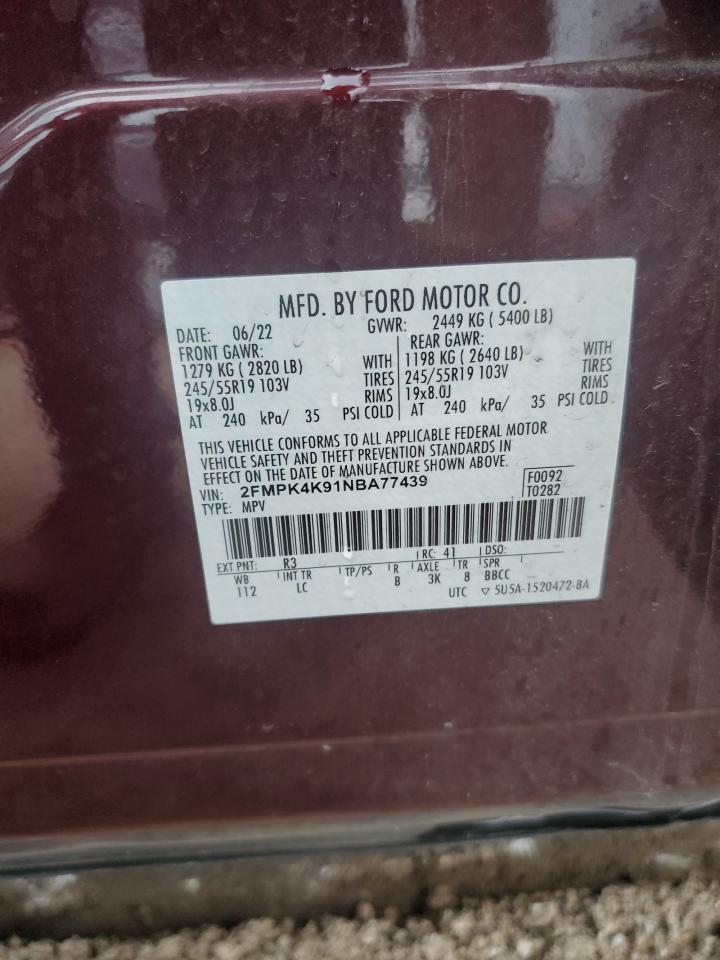 MFD. BY FORD MOTOR CO.
DATE: 06/22 GVWR: 2449 KG ( 5400 LB)
FRONT GAWR: REAR GAWR:
1279 KG ( 2820 LB) WITH 1198 KG ( 2640 LB) WITH
245/55R19 103V TIRES 245/55R19 103V TIRES
19x8.0J RIMS 19x8.0J RIMS
AT 240 kPa/ 35 PSI COLD AT 240 kPa/ 35 PSI COLD
THIS VEHICLE CONFORMS TO ALL APPLICABLE FEDERAL MOTOR
VEHICLE SAFETY AND THEFT PREVENTION STANDARDS IN
EFFECT ON THE DATE OF MANUFACTURE SHOWN ABOVE.
VIN: 2FMPK4K91NBA77439 F0092
TYPE: MPV T0282
EXT PNT: R3 RC: 41 DSO:
WB INT TR TP/PS R AXLE TR SPR
112 LC B 3K 8 BBCC
UTC ▽ 5U5A-1520472-BA